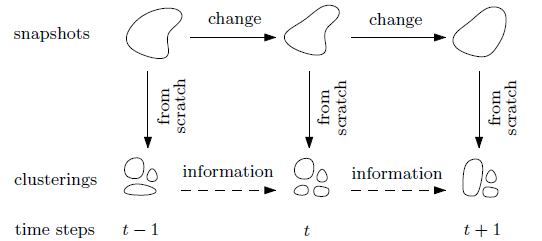 snapshots
change
change
from
scratch
from
scratch
from
scratch
clusterings
information
information
time steps
t − 1
t
t + 1